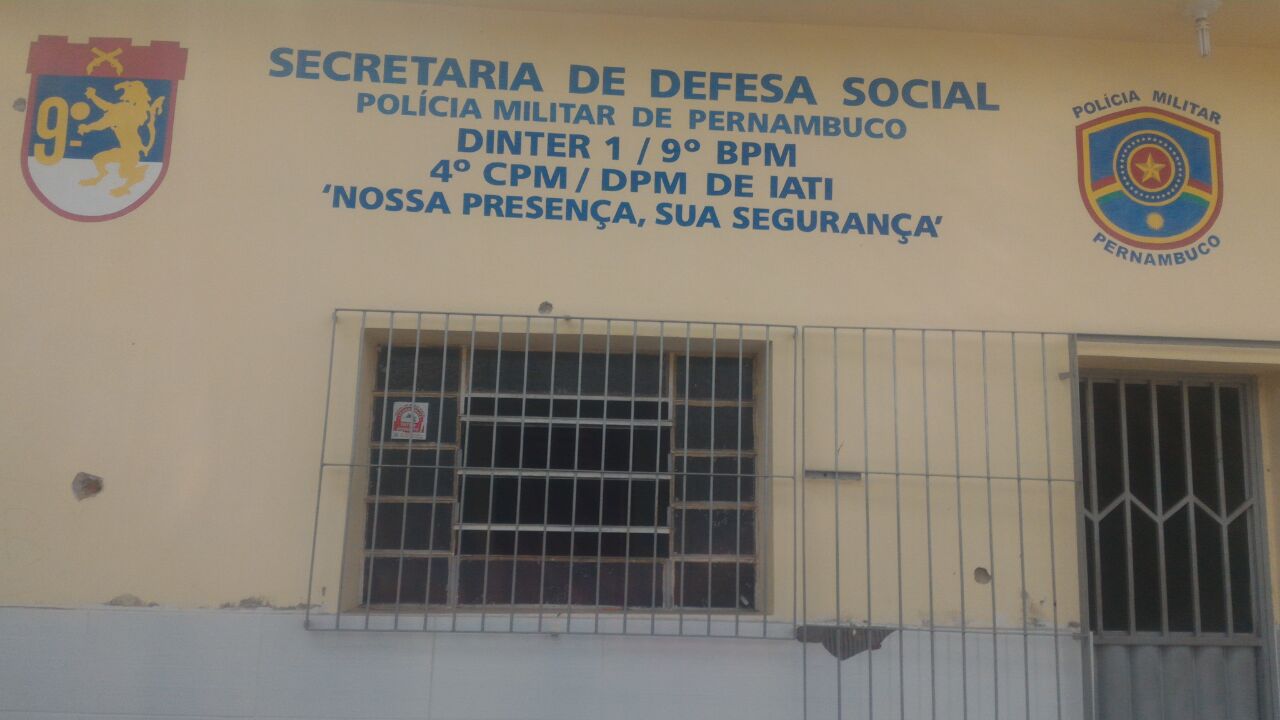 9º
SECRETARIA DE DEFESA SOCIAL
POLÍCIA MILITAR DE PERNAMBUCO
DINTER 1 / 9º BPM
4º CPM / DPM DE IATI
'NOSSA PRESENÇA, SUA SEGURANÇA'
POLÍCIA MILITAR
PERNAMBUCO